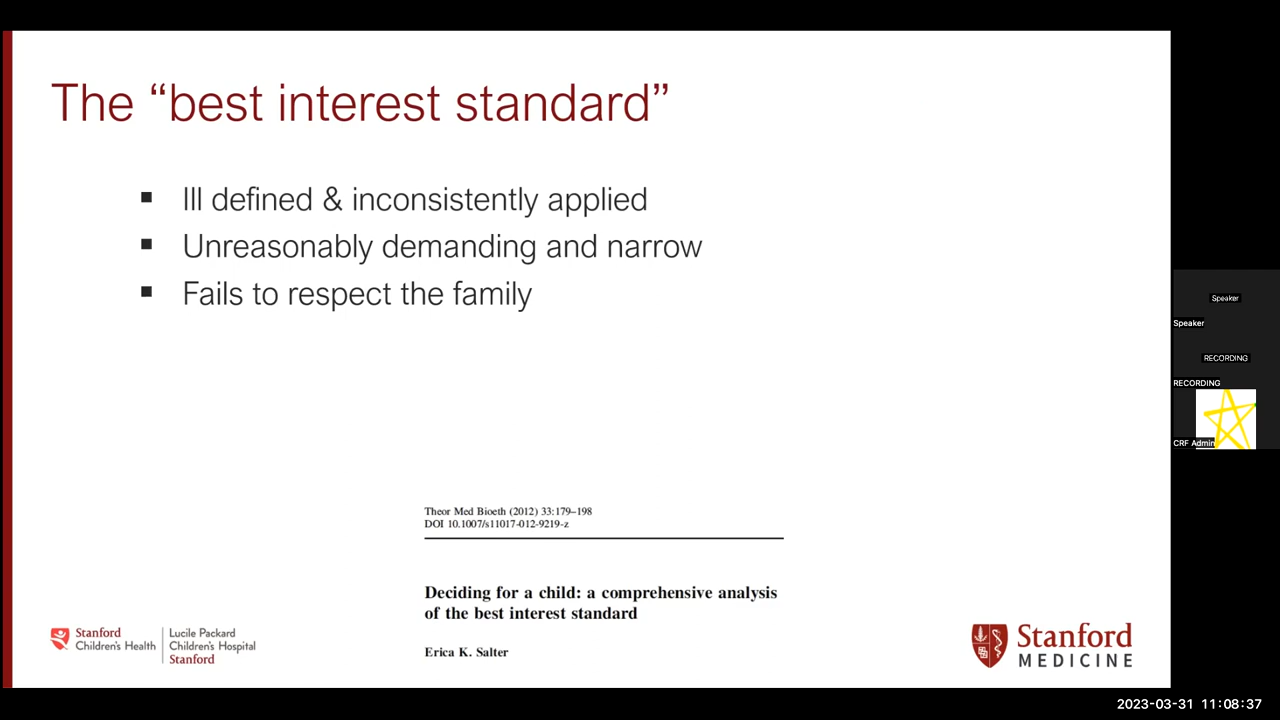 The “best interest standard”
▪ Ill defined & inconsistently applied
▪ Unreasonably demanding and narrow
▪ Fails to respect the family
Theor Med Bioeth (2012) 33:179–198
DOI 10.1007/s11017-012-9219-z
Deciding for a child: a comprehensive analysis
of the best interest standard
Erica K. Salter
Stanford
Children's Health
Lucile Packard
Children's Hospital
Stanford
Stanford
MEDICINE
Speaker
Speaker
RECORDING
RECORDING
CRF Admin
2023-03-31 11:08:37